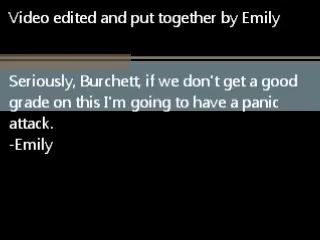 Video edited and put together by Emily
Seriously, Burchett, if we don't get a good
grade on this I'm going to have a panic
attack.
-Emily